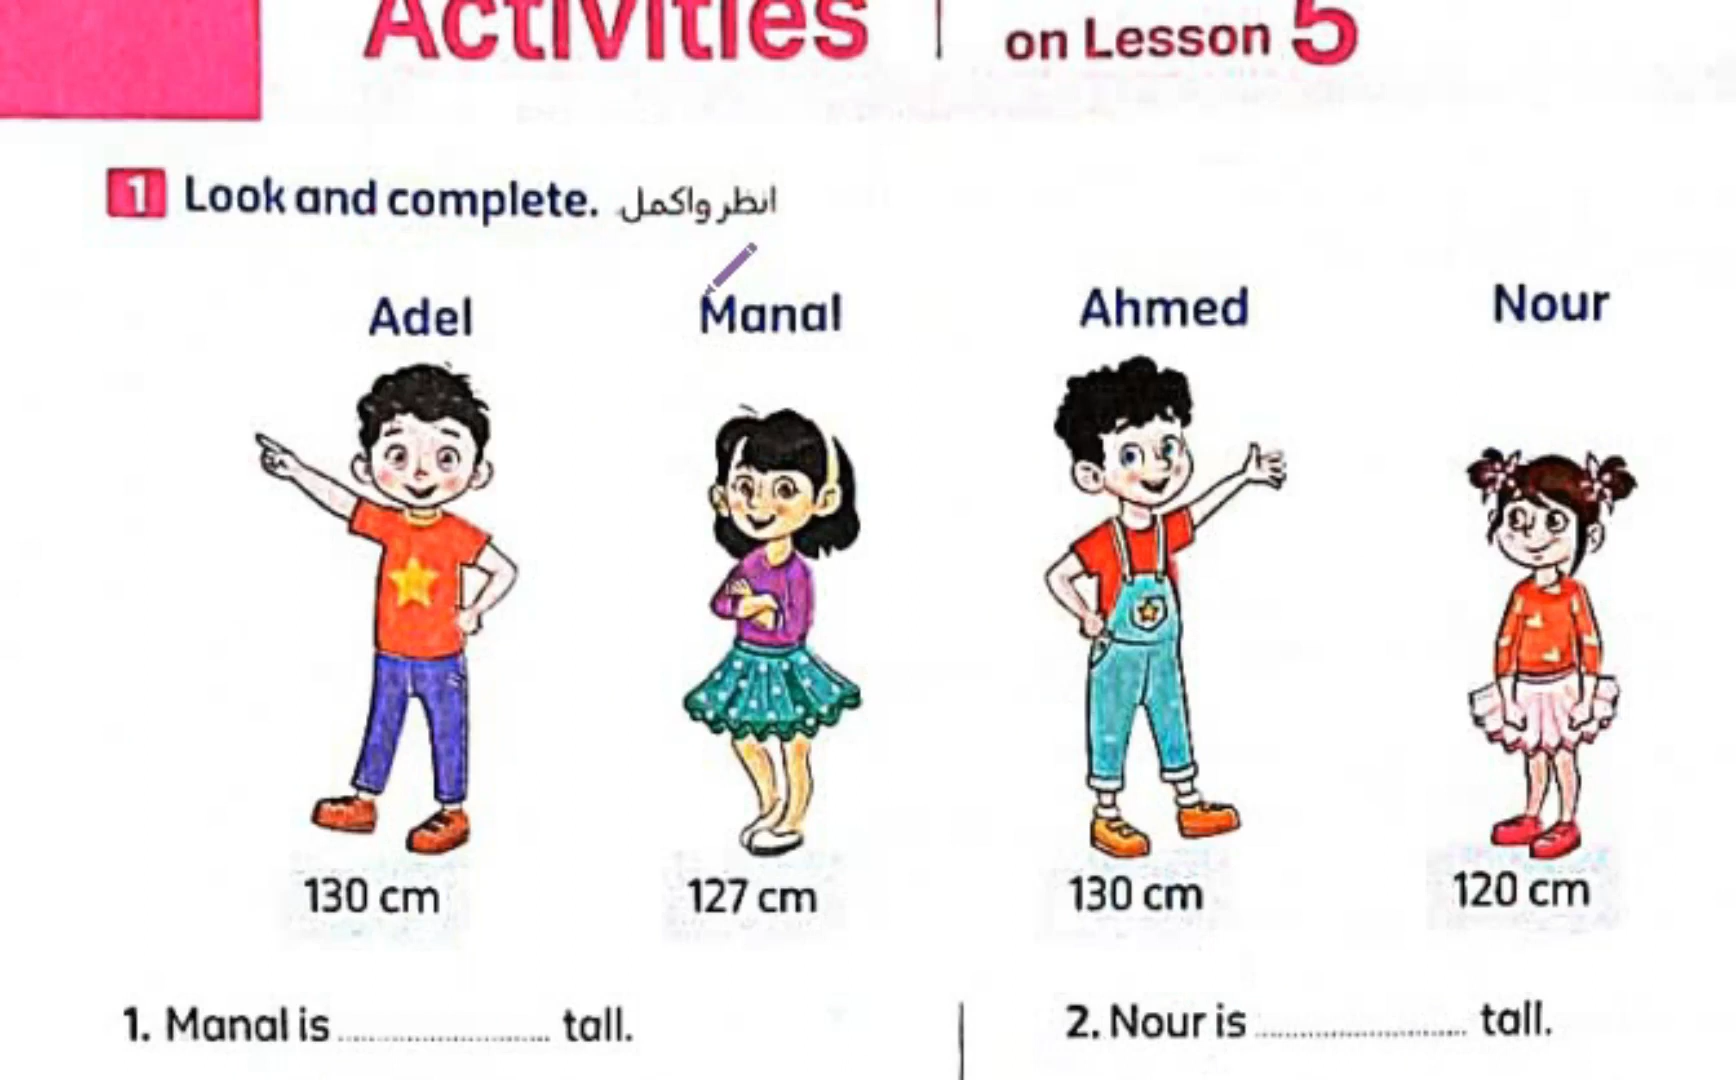 Activities on Lesson 5
1 Look and complete. انظر واكمل
Adel Manal Ahmed Nour
130 cm 127 cm 130 cm 120 cm
1. Manal is .................... tall. 2. Nour is .................... tall.